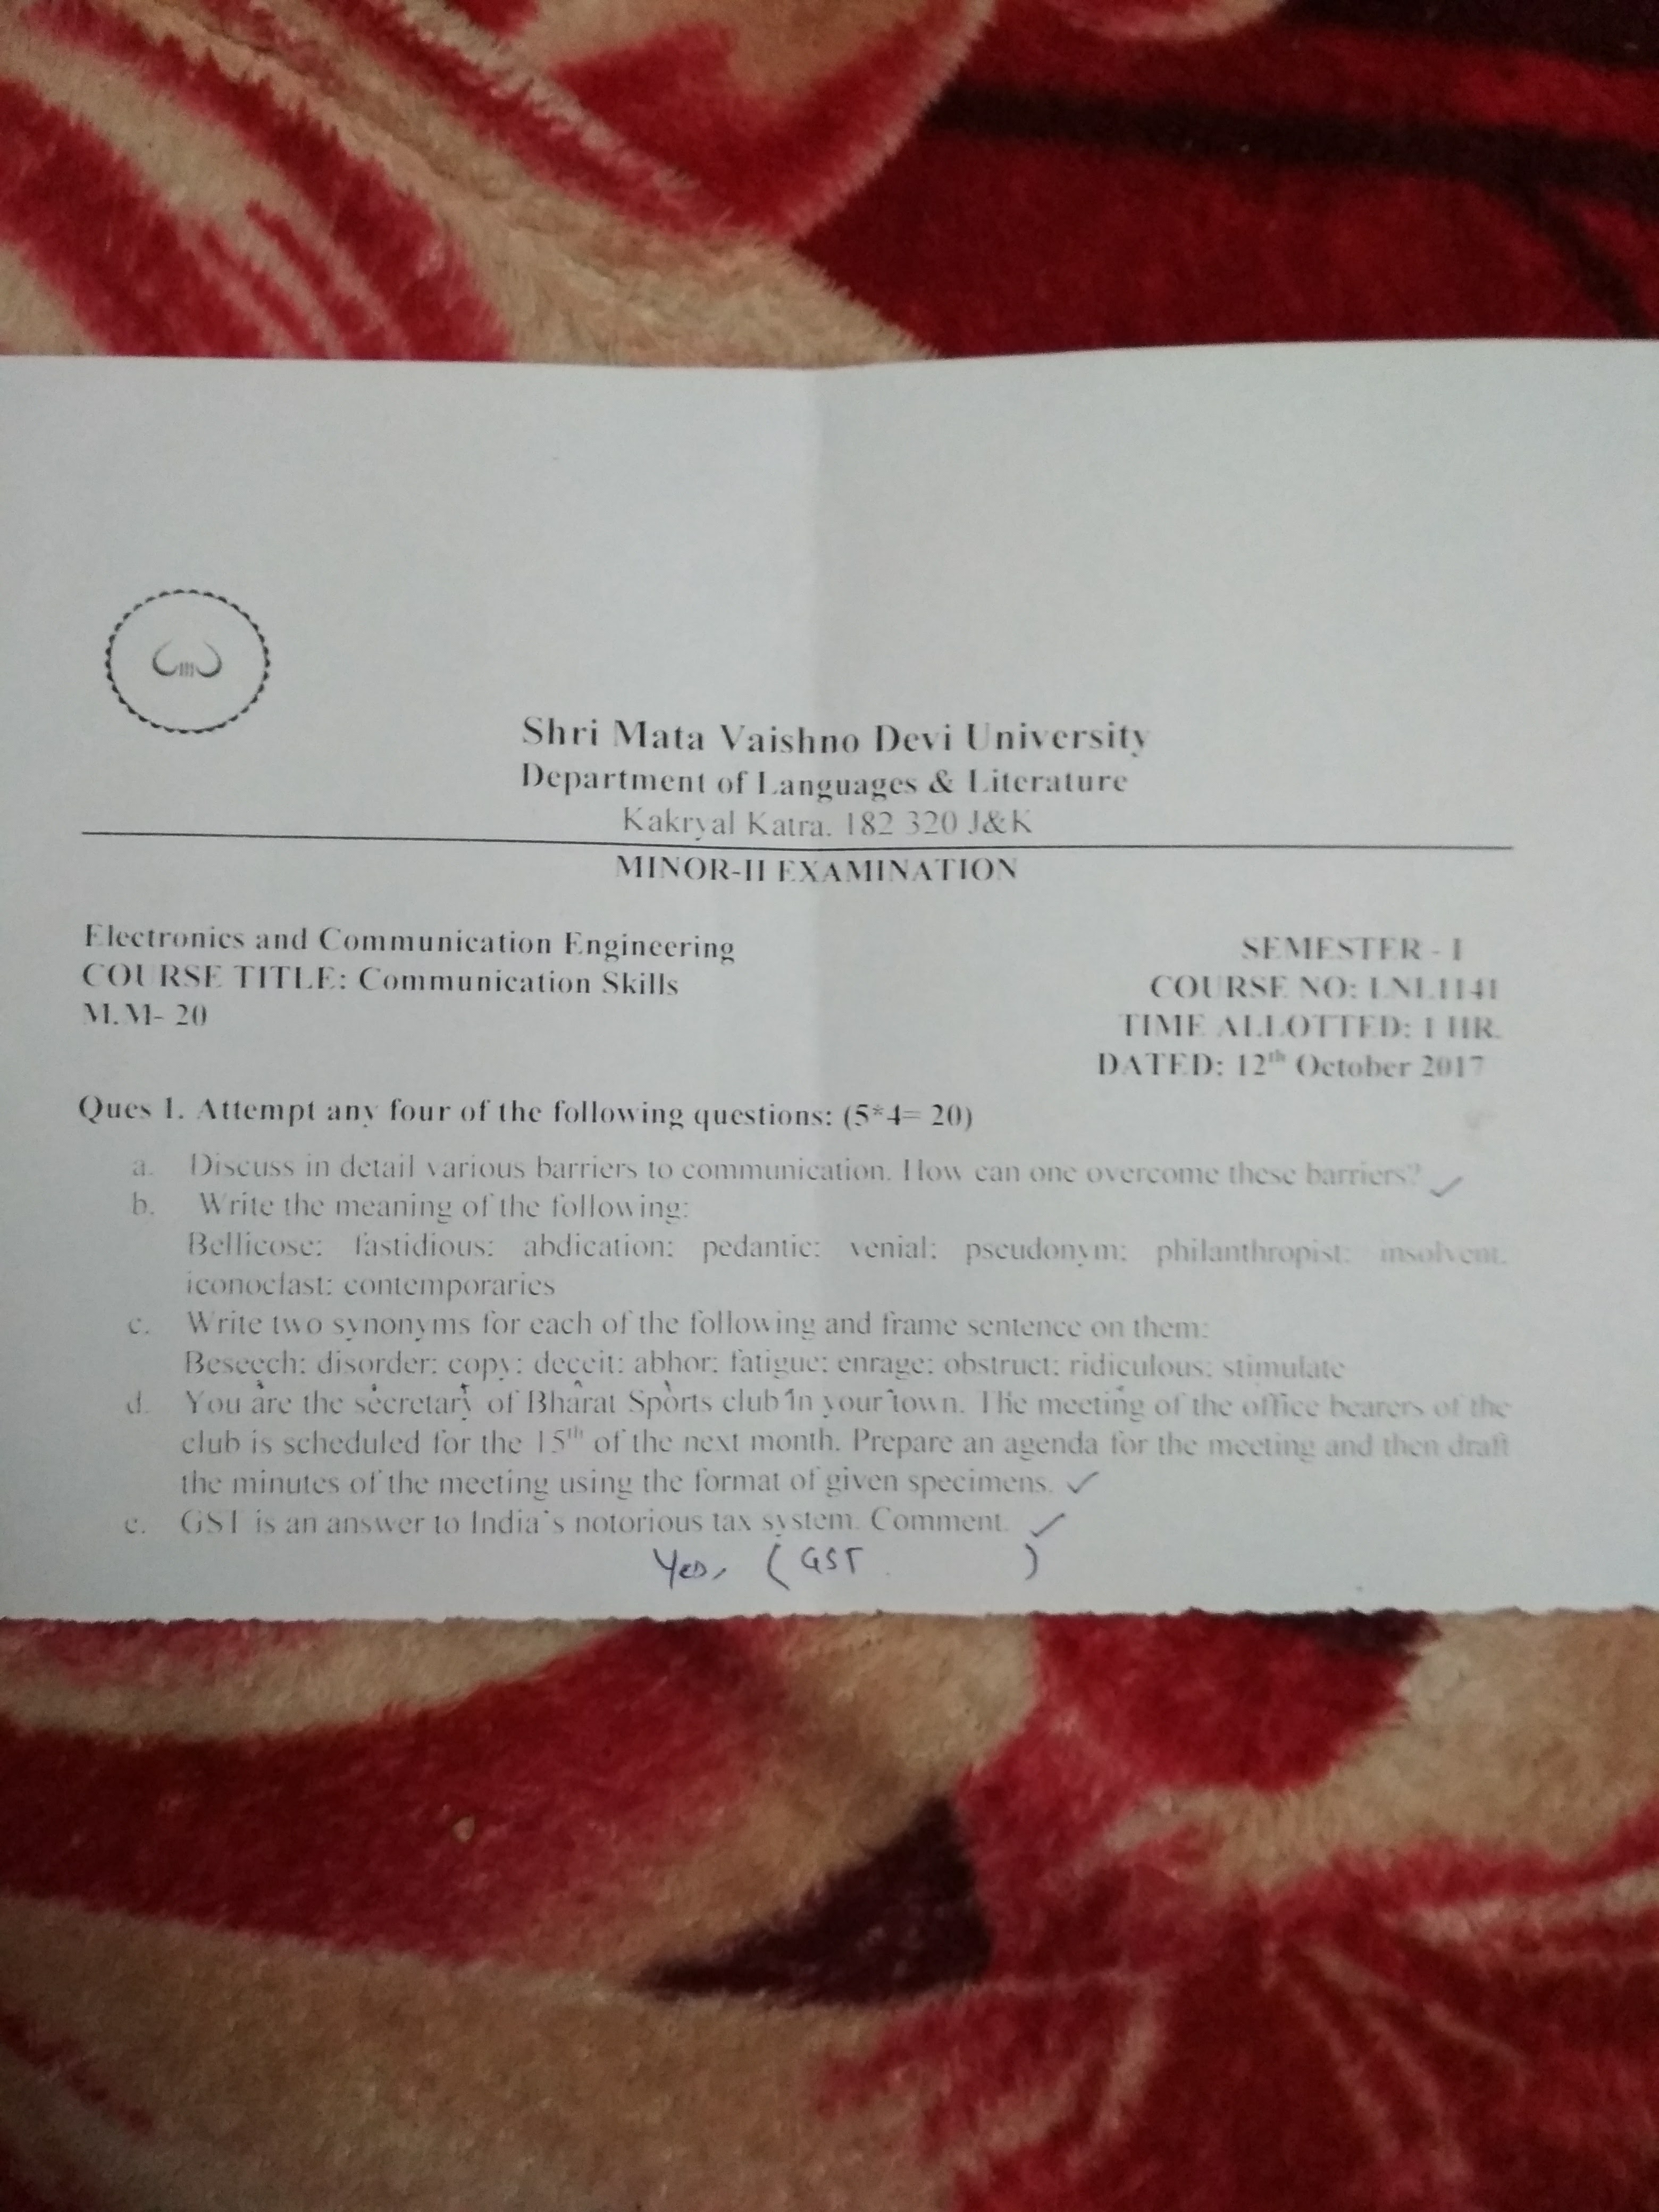 Shri Mata Vaishno Devi University
Department of Languages & Literature
Kakryal Katra, 182 320 J&K
MINOR-II EXAMINATION
Electronics and Communication Engineering
SEMESTER - I
COURSE TITLE: Communication Skills
COURSE NO: LNL1141
M.M- 20
TIME ALLOTTED: 1 HR.
DATED: 12th October 2017
Ques 1. Attempt any four of the following questions: (5*4= 20)
a. Discuss in detail various barriers to communication. How can one overcome these barriers?
b. Write the meaning of the following:
Bellicose; fastidious; abdication; pedantic; venial; pseudonym; philanthropist; insolvent,
iconoclast; contemporaries
c. Write two synonyms for each of the following and frame sentence on them:
Beseech; disorder; copy; deceit; abhor; fatigue; enrage; obstruct; ridiculous; stimulate
d. You are the secretary of Bharat Sports club in your town. The meeting of the office bearers of the
club is scheduled for the 15th of the next month. Prepare an agenda for the meeting and then draft
the minutes of the meeting using the format of given specimens.
e. GST is an answer to India's notorious tax system. Comment.
Yes, ( GST )